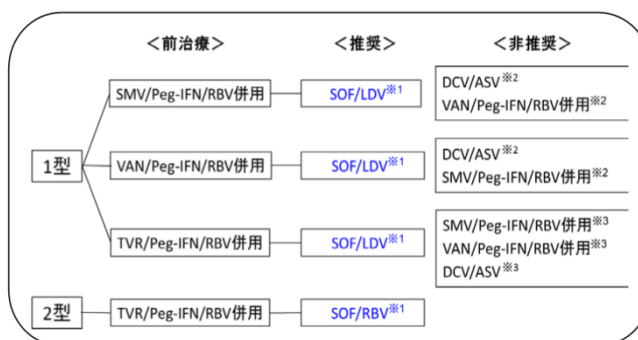 ＜前治療＞ ＜推奨＞ ＜非推奨＞
1型
SMV/Peg-IFN/RBV併用
SOF/LDV※1
DCV/ASV※2
VAN/Peg-IFN/RBV併用※2
VAN/Peg-IFN/RBV併用
SOF/LDV※1
DCV/ASV※2
SMV/Peg-IFN/RBV併用※2
TVR/Peg-IFN/RBV併用
SOF/LDV※1
SMV/Peg-IFN/RBV併用※3
VAN/Peg-IFN/RBV併用※3
DCV/ASV※3
2型
TVR/Peg-IFN/RBV併用
SOF/RBV※1